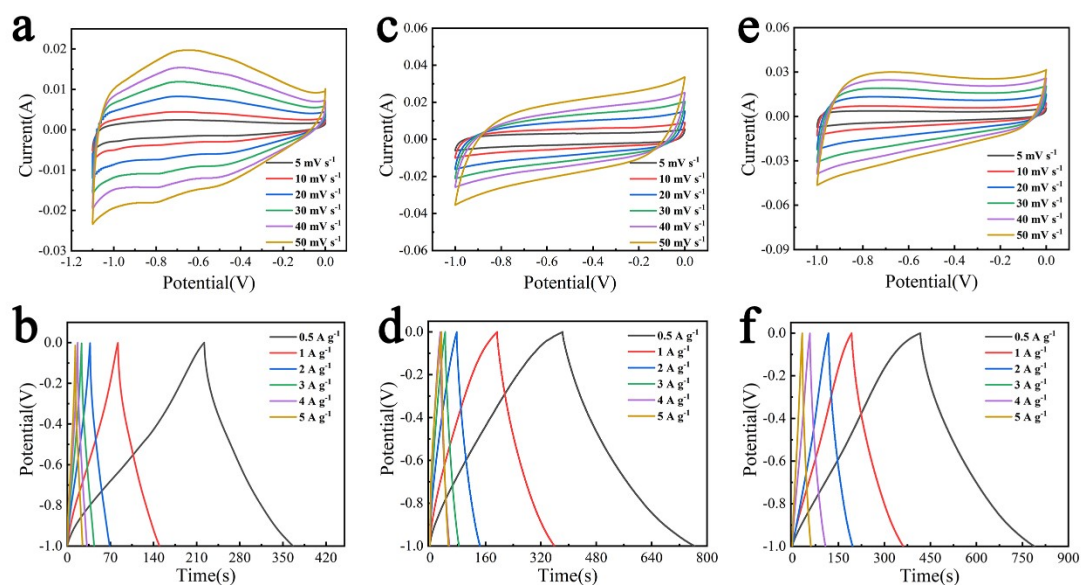 a
0.02
0.01
0.00
-0.01
-0.02
-0.03
Current(A)
-1.2 -1.0 -0.8 -0.6 -0.4 -0.2 0.0
Potential(V)
5 mV s⁻¹
10 mV s⁻¹
20 mV s⁻¹
30 mV s⁻¹
40 mV s⁻¹
50 mV s⁻¹
c
0.06
0.04
0.02
0.00
-0.02
-0.04
-0.06
Current(A)
-1.0 -0.8 -0.6 -0.4 -0.2 0.0
Potential(V)
5 mV s⁻¹
10 mV s⁻¹
20 mV s⁻¹
30 mV s⁻¹
40 mV s⁻¹
50 mV s⁻¹
e
0.06
0.03
0.00
-0.03
-0.06
-0.09
Current(A)
-1.0 -0.8 -0.6 -0.4 -0.2 0.0
Potential(V)
5 mV s⁻¹
10 mV s⁻¹
20 mV s⁻¹
30 mV s⁻¹
40 mV s⁻¹
50 mV s⁻¹
b
0.0
-0.2
-0.4
-0.6
-0.8
-1.0
Potential(V)
0 70 140 210 280 350 420
Time(s)
0.5 A g⁻¹
1 A g⁻¹
2 A g⁻¹
3 A g⁻¹
4 A g⁻¹
5 A g⁻¹
d
0.0
-0.2
-0.4
-0.6
-0.8
-1.0
Potential(V)
0 160 320 480 640 800
Time(s)
0.5 A g⁻¹
1 A g⁻¹
2 A g⁻¹
3 A g⁻¹
4 A g⁻¹
5 A g⁻¹
f
0.0
-0.2
-0.4
-0.6
-0.8
-1.0
Potential(V)
0 150 300 450 600 750 900
Time(s)
0.5 A g⁻¹
1 A g⁻¹
2 A g⁻¹
3 A g⁻¹
4 A g⁻¹
5 A g⁻¹